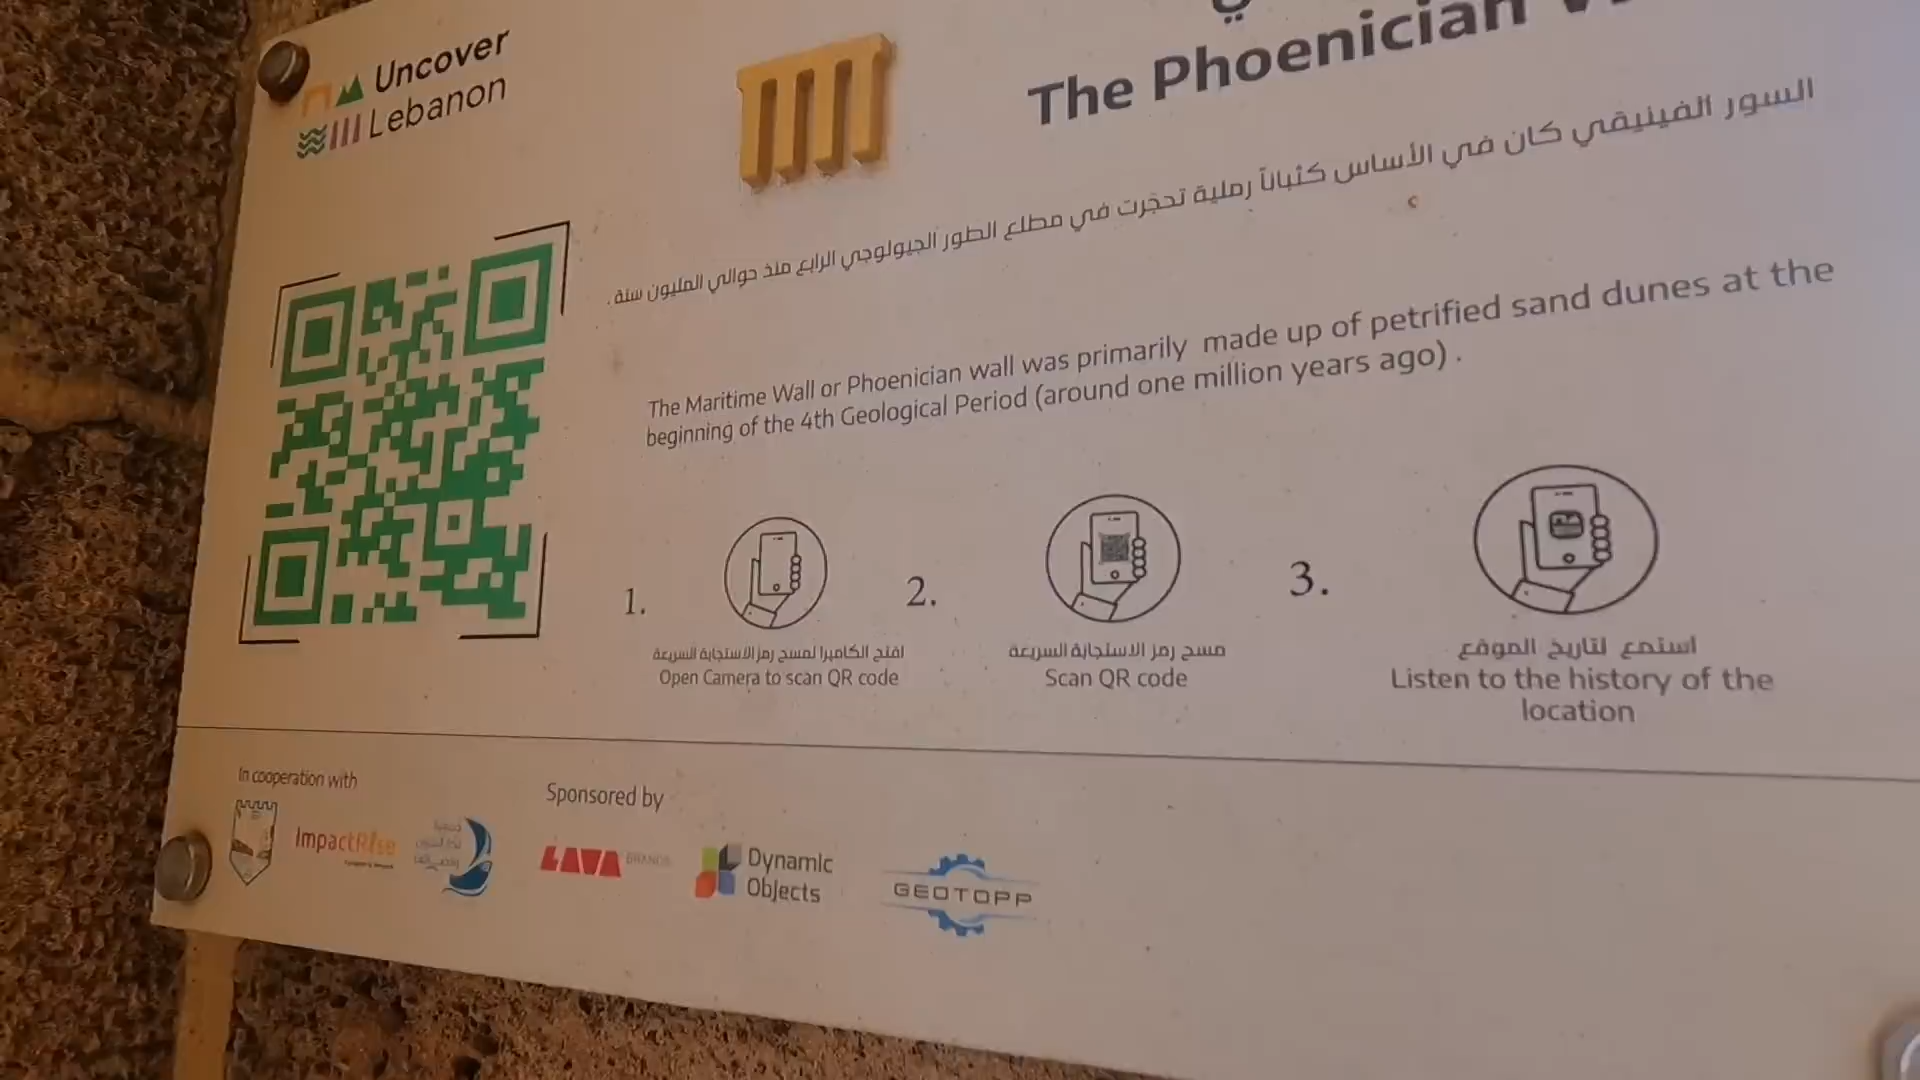 Uncover
Lebanon
The Phoenician
السور الفينيقي كان في الأساس كثباناً رملية تحجّرت في مطلع الطور الجيولوجي الرابع منذ حوالي المليون سنة .
The Maritime Wall or Phoenician wall was primarily made up of petrified sand dunes at the
beginning of the 4th Geological Period (around one million years ago) .
1.
افتح الكاميرا لمسح رمز الاستجابة السريعة
Open Camera to scan QR code
2.
مسح رمز الاستجابة السريعة
Scan QR code
3.
استمع لتاريخ الموقع
Listen to the history of the
location
In cooperation with
ImpactRise
Sponsored by
LAVA BRANDS
Dynamic
Objects
GEOTOPP